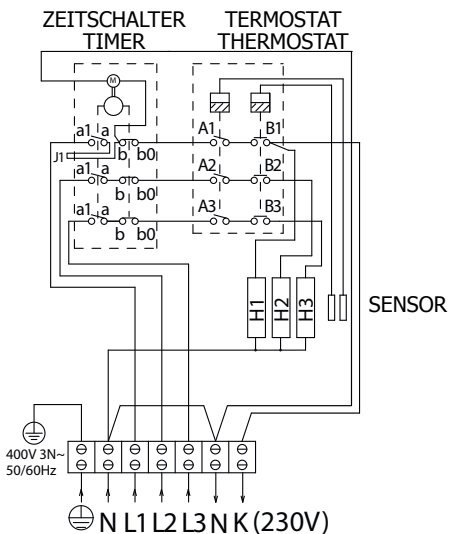 ZEITSCHALTER TERMOSTAT
TIMER THERMOSTAT
M
a1 a A1 B1
J1 b b0
a1 a A2 B2
b b0
a1 a A3 B3
b b0
H1 H2 H3 SENSOR
400V 3N~
50/60Hz
N L1 L2 L3 N K (230V)